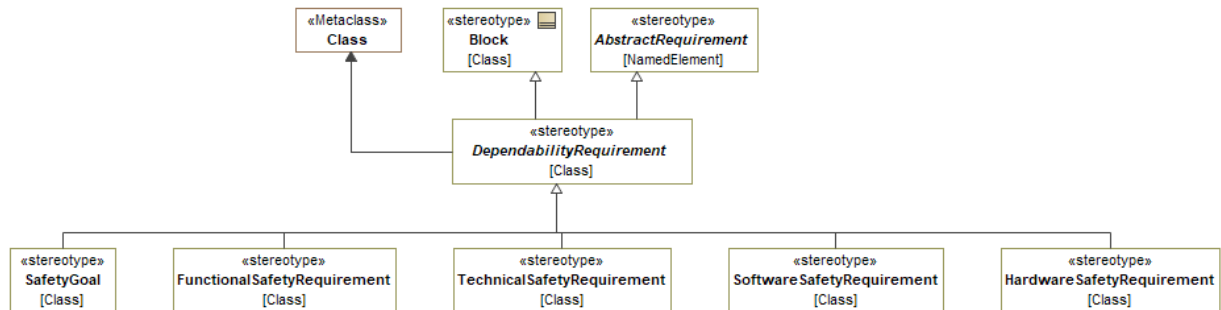 «Metaclass»
Class
«stereotype»
Block
[Class]
«stereotype»
AbstractRequirement
[NamedElement]
«stereotype»
DependabilityRequirement
[Class]
«stereotype»
SafetyGoal
[Class]
«stereotype»
FunctionalSafetyRequirement
[Class]
«stereotype»
TechnicalSafetyRequirement
[Class]
«stereotype»
SoftwareSafetyRequirement
[Class]
«stereotype»
HardwareSafetyRequirement
[Class]